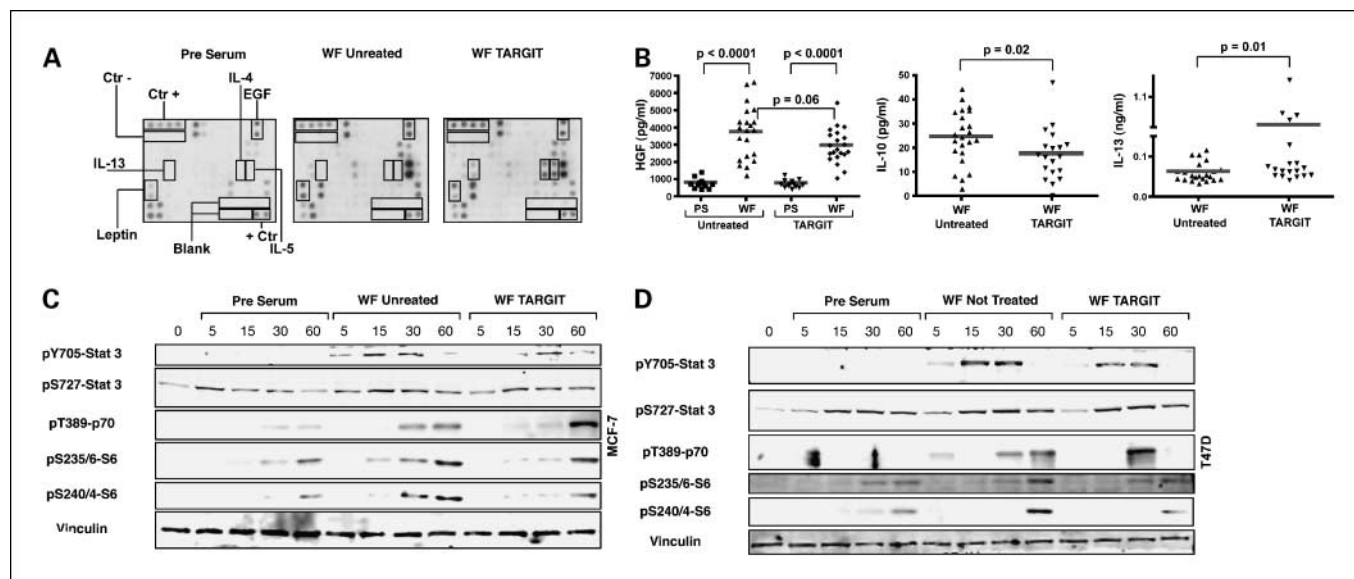 A
Pre Serum
WF Unreated
WF TARGIT
Ctr -
Ctr +
IL-4
EGF
IL-13
Leptin
Blank
+ Ctr
IL-5
B
p < 0.0001
p < 0.0001
p = 0.06
HGF (pg/ml)
7000
6000
5000
4000
3000
2000
1000
0
PS
WF
PS
WF
Untreated
TARGIT
p = 0.02
IL-10 (pg/ml)
50
40
30
20
10
0
WF
Untreated
WF
TARGIT
p = 0.01
IL-13 (ng/ml)
1.1
0.1
0.0
WF
Untreated
WF
TARGIT
C
Pre Serum
WF Unreated
WF TARGIT
0 5 15 30 60 5 15 30 60 5 15 30 60
pY705-Stat 3
pS727-Stat 3
pT389-p70
pS235/6-S6
pS240/4-S6
Vinculin
MCF-7
D
Pre Serum
WF Not Treated
WF TARGIT
0 5 15 30 60 5 15 30 60 5 15 30 60
pY705-Stat 3
pS727-Stat 3
pT389-p70
pS235/6-S6
pS240/4-S6
Vinculin
T47D